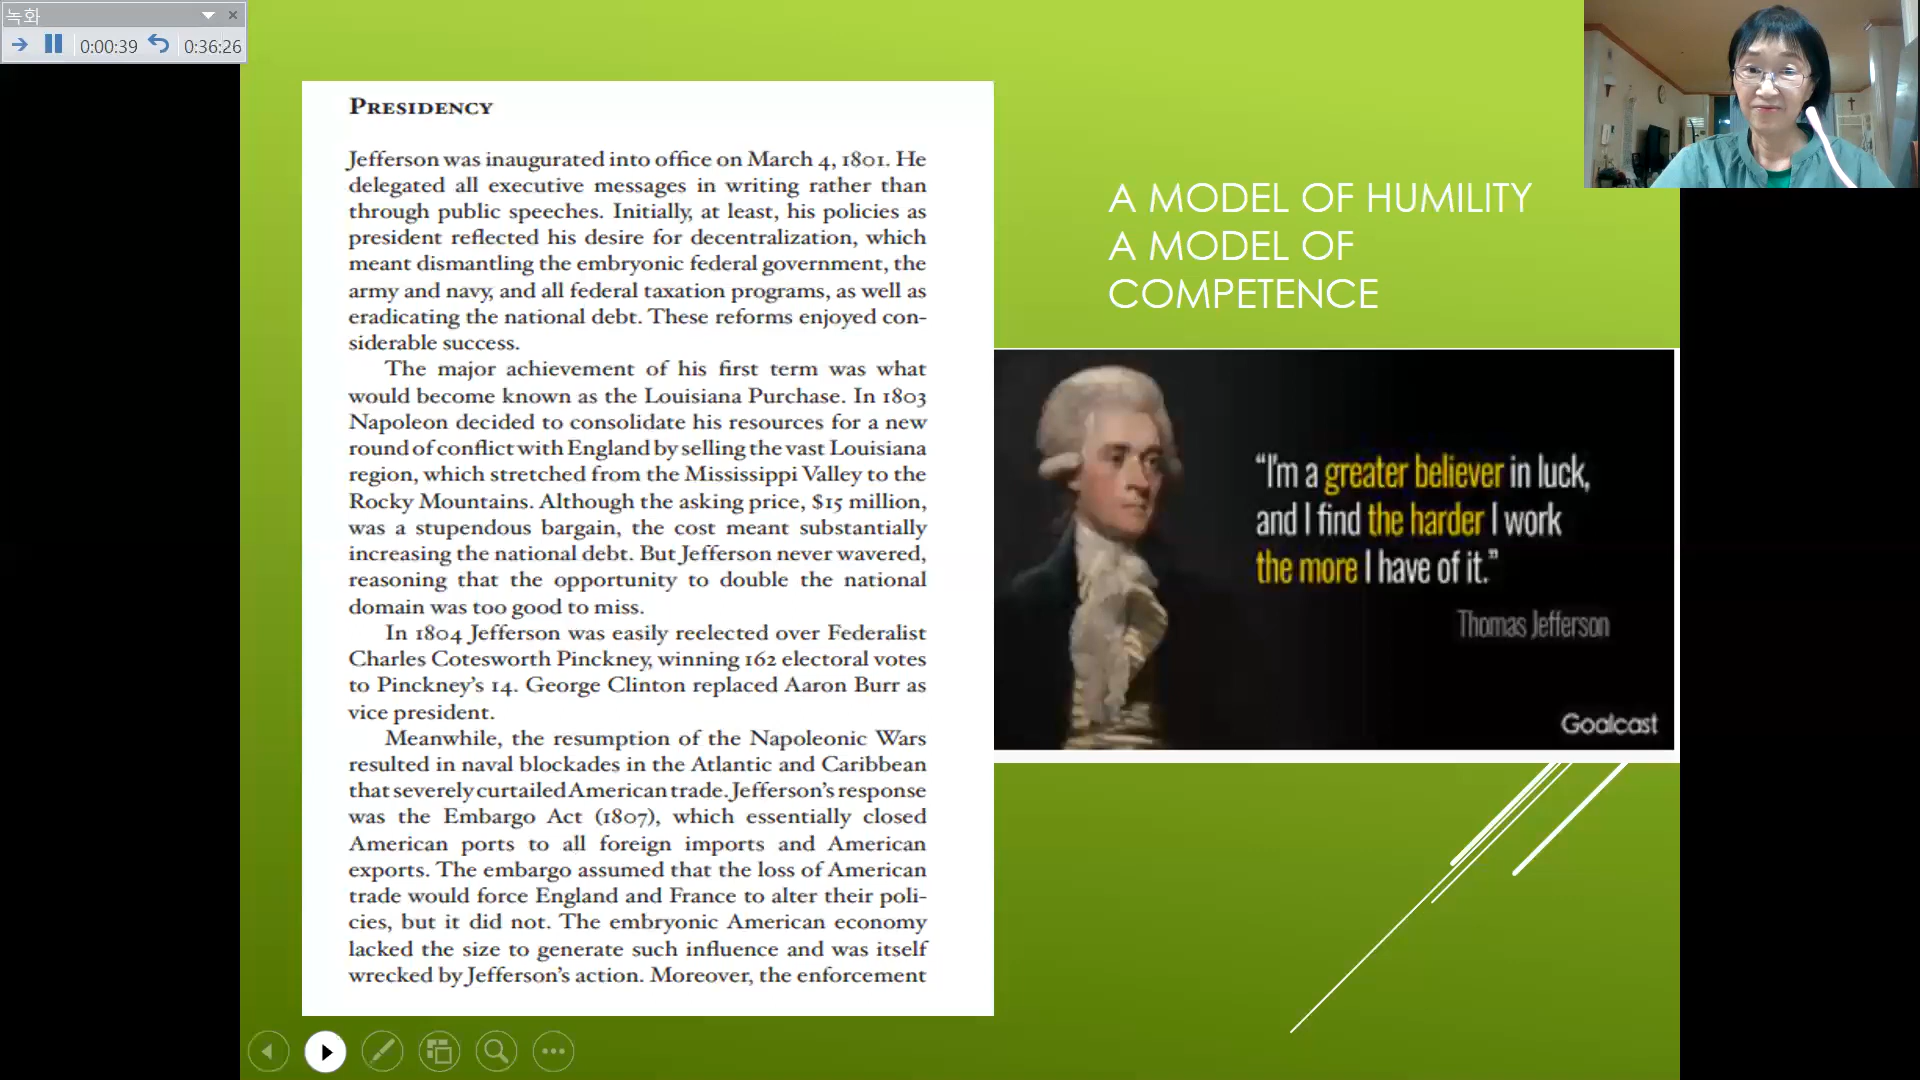 녹화
0:00:39
0:36:26
PRESIDENCY
Jefferson was inaugurated into office on March 4, 1801. He
delegated all executive messages in writing rather than
through public speeches. Initially, at least, his policies as
president reflected his desire for decentralization, which
meant dismantling the embryonic federal government, the
army and navy, and all federal taxation programs, as well as
eradicating the national debt. These reforms enjoyed con-
siderable success.
The major achievement of his first term was what
would become known as the Louisiana Purchase. In 1803
Napoleon decided to consolidate his resources for a new
round of conflict with England by selling the vast Louisiana
region, which stretched from the Mississippi Valley to the
Rocky Mountains. Although the asking price, $15 million,
was a stupendous bargain, the cost meant substantially
increasing the national debt. But Jefferson never wavered,
reasoning that the opportunity to double the national
domain was too good to miss.
In 1804 Jefferson was easily reelected over Federalist
Charles Cotesworth Pinckney, winning 162 electoral votes
to Pinckney's 14. George Clinton replaced Aaron Burr as
vice president.
Meanwhile, the resumption of the Napoleonic Wars
resulted in naval blockades in the Atlantic and Caribbean
that severely curtailed American trade. Jefferson's response
was the Embargo Act (1807), which essentially closed
American ports to all foreign imports and American
exports. The embargo assumed that the loss of American
trade would force England and France to alter their poli-
cies, but it did not. The embryonic American economy
lacked the size to generate such influence and was itself
wrecked by Jefferson's action. Moreover, the enforcement
A MODEL OF HUMILITY
A MODEL OF
COMPETENCE
“I'm a greater believer in luck,
and I find the harder I work
the more I have of it.”
Thomas Jefferson
Goalcast